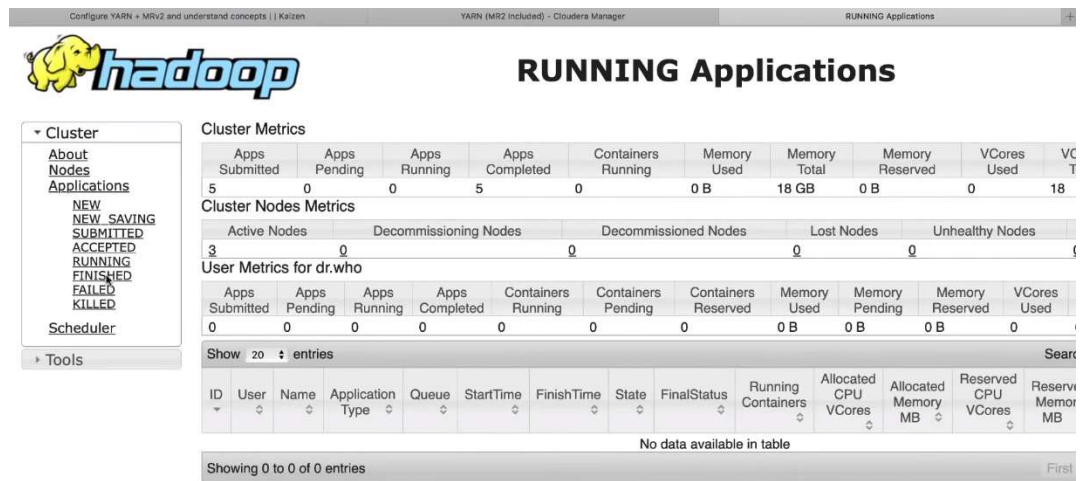 Configure YARN + MRv2 and understand concepts | | Kaizen YARN (MR2 Included) - Cloudera Manager RUNNING Applications +
hadoop
RUNNING Applications
Cluster
About
Nodes
Applications
NEW
NEW_SAVING
SUBMITTED
ACCEPTED
RUNNING
FINISHED
FAILED
KILLED
Scheduler
Tools
Cluster Metrics
Apps Submitted Apps Pending Apps Running Apps Completed Containers Running Memory Used Memory Total Memory Reserved VCores Used
5 0 0 5 0 0 B 18 GB 0 B 0 18
Cluster Nodes Metrics
Active Nodes Decommissioning Nodes Decommissioned Nodes Lost Nodes Unhealthy Nodes
3 0 0 0 0
User Metrics for dr.who
Apps Submitted Apps Pending Apps Running Apps Completed Containers Running Containers Pending Containers Reserved Memory Used Memory Pending Memory Reserved VCores Used
0 0 0 0 0 0 0 0 B 0 B 0 B 0
Show 20 entries Searc
ID User Name Application Type Queue StartTime FinishTime State FinalStatus Running Containers Allocated CPU VCores Allocated Memory MB Reserved CPU VCores Reserve Memor MB
No data available in table
Showing 0 to 0 of 0 entries First